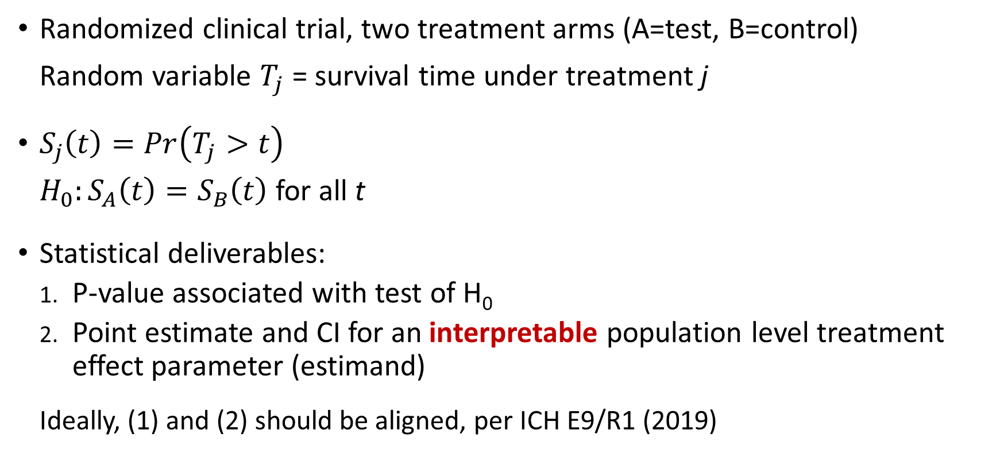 • Randomized clinical trial, two treatment arms (A=test, B=control)
Random variable T_j = survival time under treatment j
• S_j(t) = Pr(T_j > t)
H_0: S_A(t) = S_B(t) for all t
• Statistical deliverables:
1. P-value associated with test of H_0
2. Point estimate and CI for an interpretable population level treatment
effect parameter (estimand)
Ideally, (1) and (2) should be aligned, per ICH E9/R1 (2019)